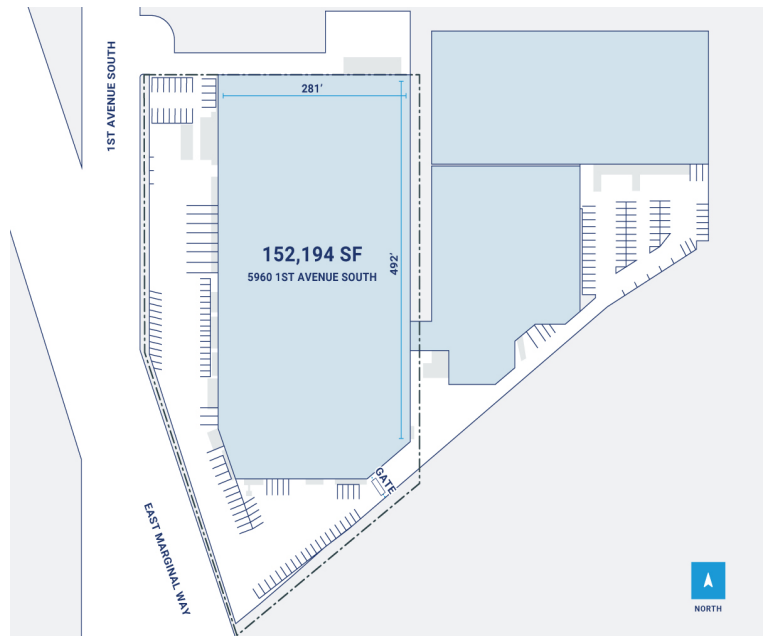 1ST AVENUE SOUTH
281'
152,194 SF
5960 1ST AVENUE SOUTH
492'
GATE
EAST MARGINAL WAY
NORTH